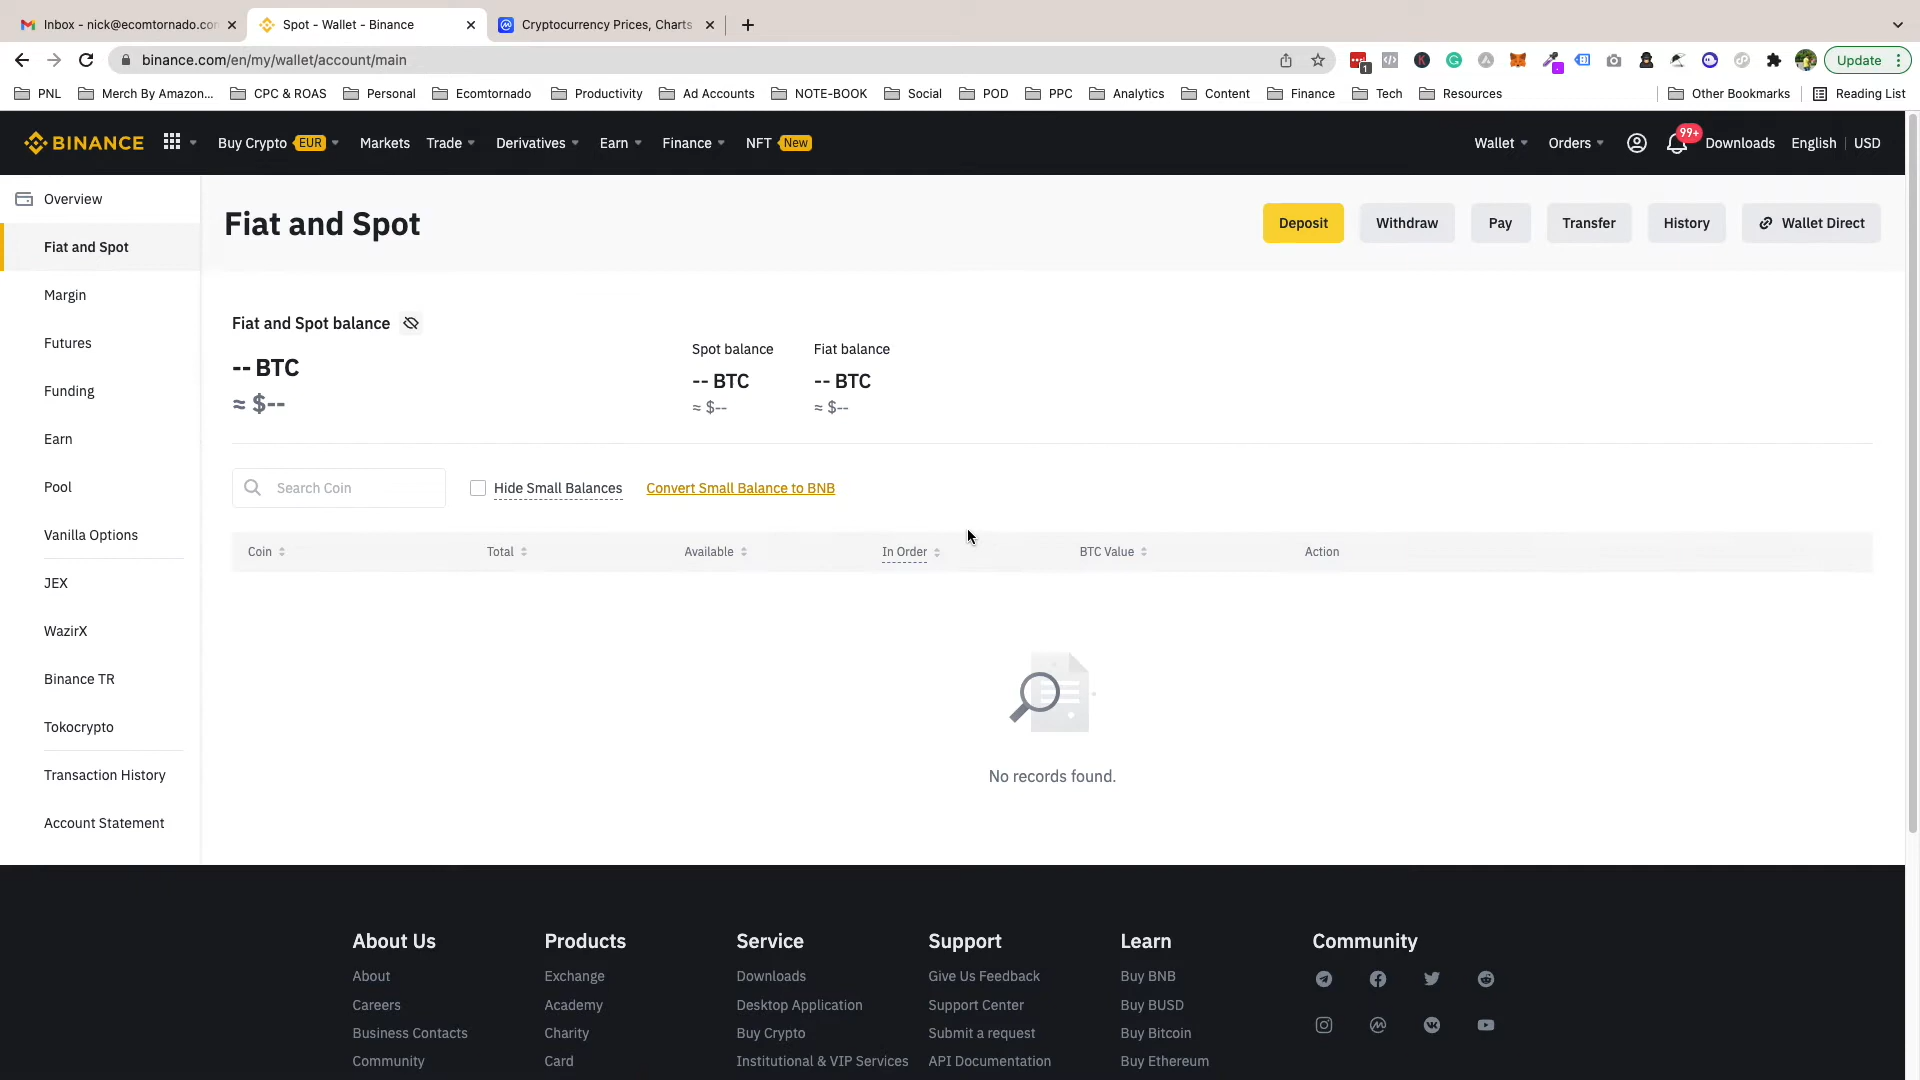 Inbox - nick@ecomtornado.co
Spot - Wallet - Binance
Cryptocurrency Prices, Charts
binance.com/en/my/wallet/account/main
1
Update
PNL
Merch By Amazon...
CPC & ROAS
Personal
Ecomtornado
Productivity
Ad Accounts
NOTE-BOOK
Social
POD
PPC
Analytics
Content
Finance
Tech
Resources
Other Bookmarks
Reading List
BINANCE
Buy Crypto EUR
Markets
Trade
Derivatives
Earn
Finance
NFT New
Wallet
Orders
99+
Downloads
English
USD
Overview
Fiat and Spot
Margin
Futures
Funding
Earn
Pool
Vanilla Options
JEX
WazirX
Binance TR
Tokocrypto
Transaction History
Account Statement
Fiat and Spot
Deposit
Withdraw
Pay
Transfer
History
Wallet Direct
Fiat and Spot balance
-- BTC
≈ $--
Spot balance
-- BTC
≈ $--
Fiat balance
-- BTC
≈ $--
Search Coin
Hide Small Balances
Convert Small Balance to BNB
Coin
Total
Available
In Order
BTC Value
Action
No records found.
About Us
About
Careers
Business Contacts
Community
Products
Exchange
Academy
Charity
Card
Service
Downloads
Desktop Application
Buy Crypto
Institutional & VIP Services
Support
Give Us Feedback
Support Center
Submit a request
API Documentation
Learn
Buy BNB
Buy BUSD
Buy Bitcoin
Buy Ethereum
Community